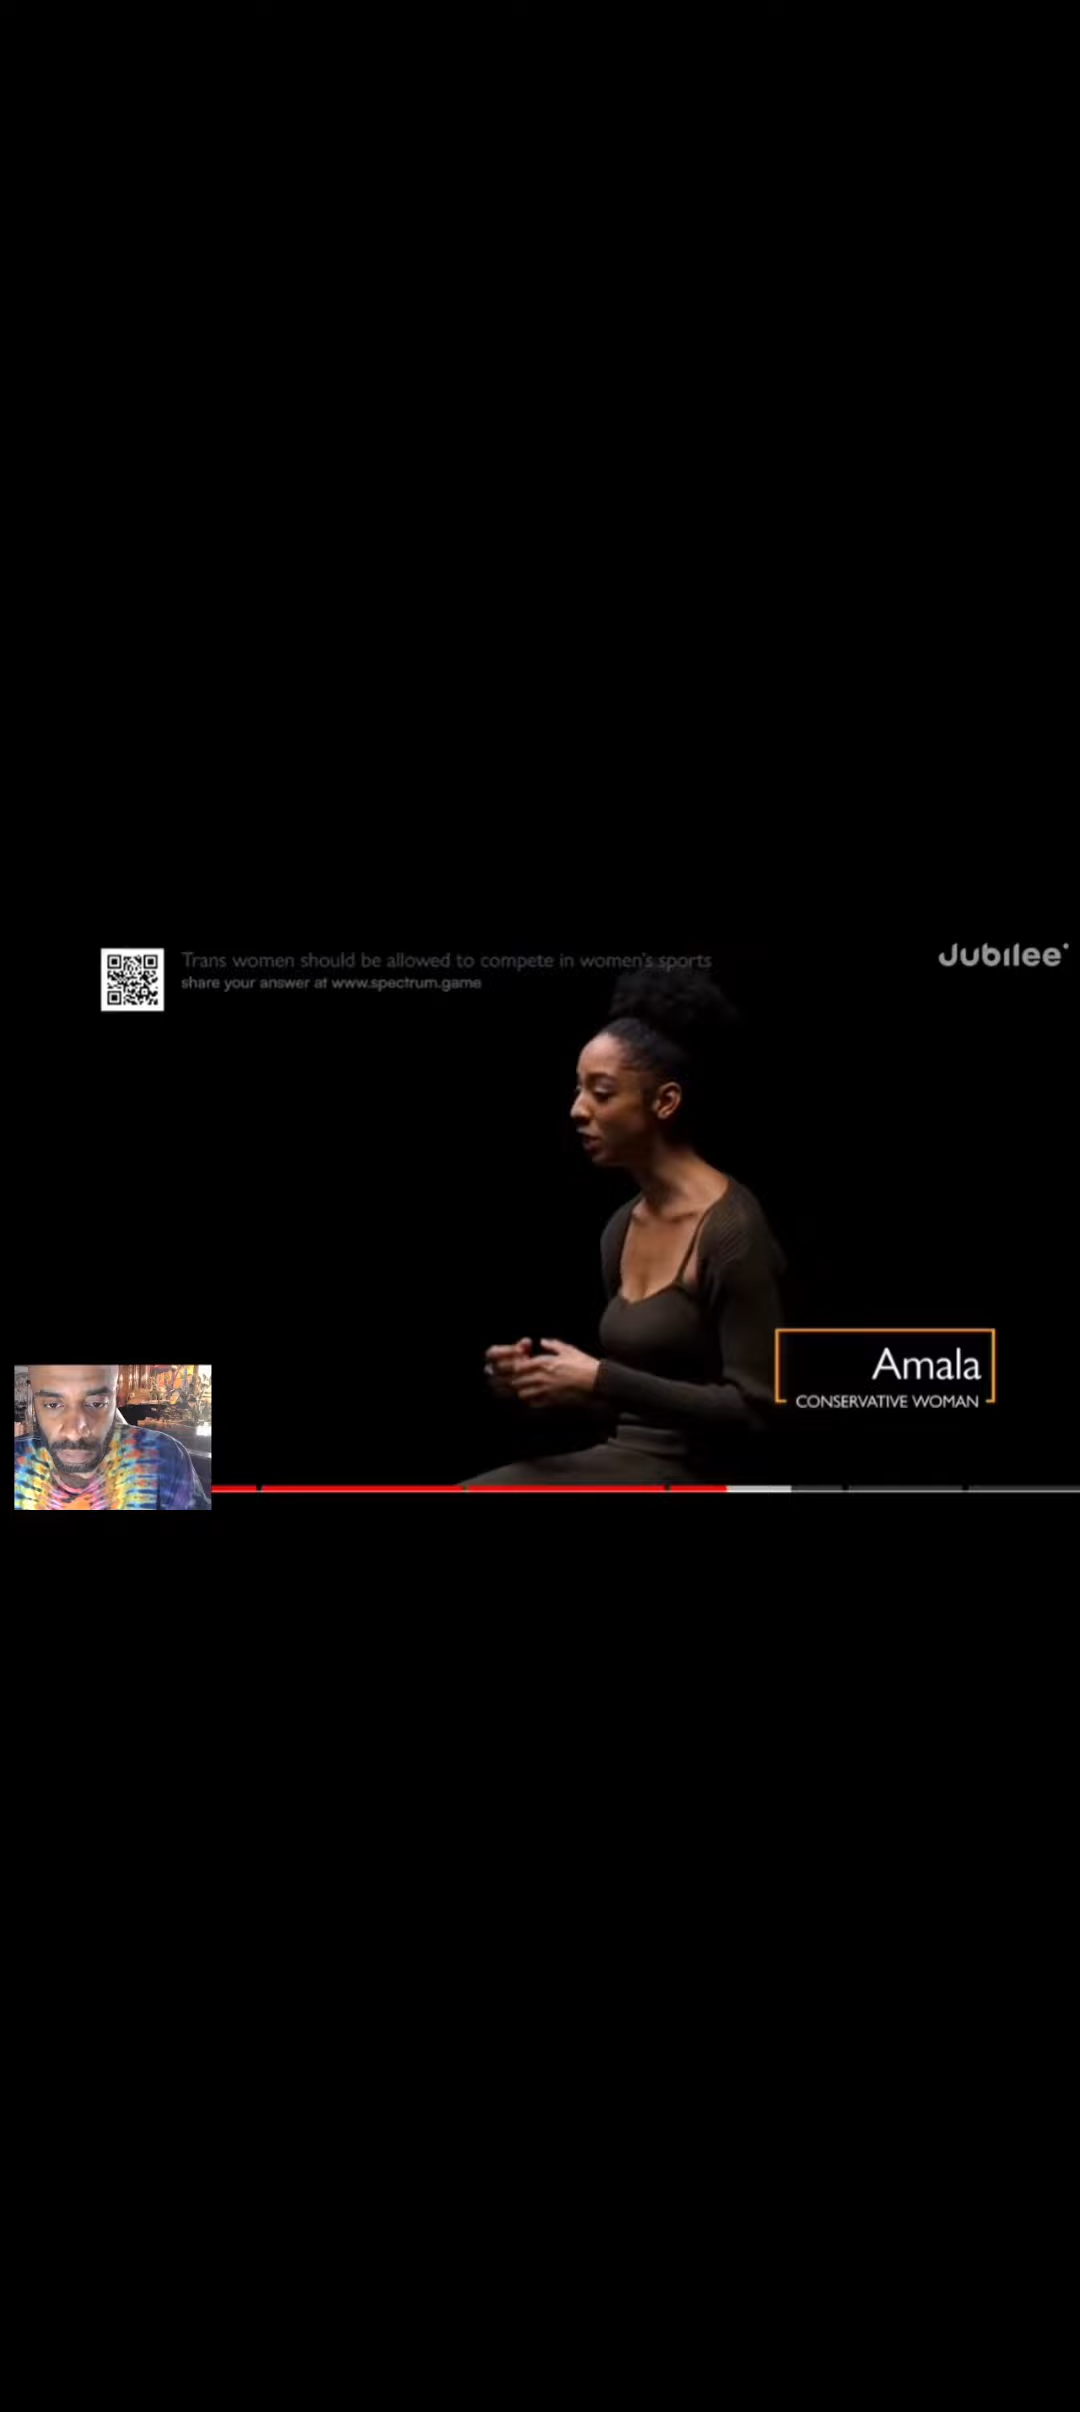 Trans women should be allowed to compete in women's sports
share your answer at www.spectrum.game
Jubilee
Amala
CONSERVATIVE WOMAN